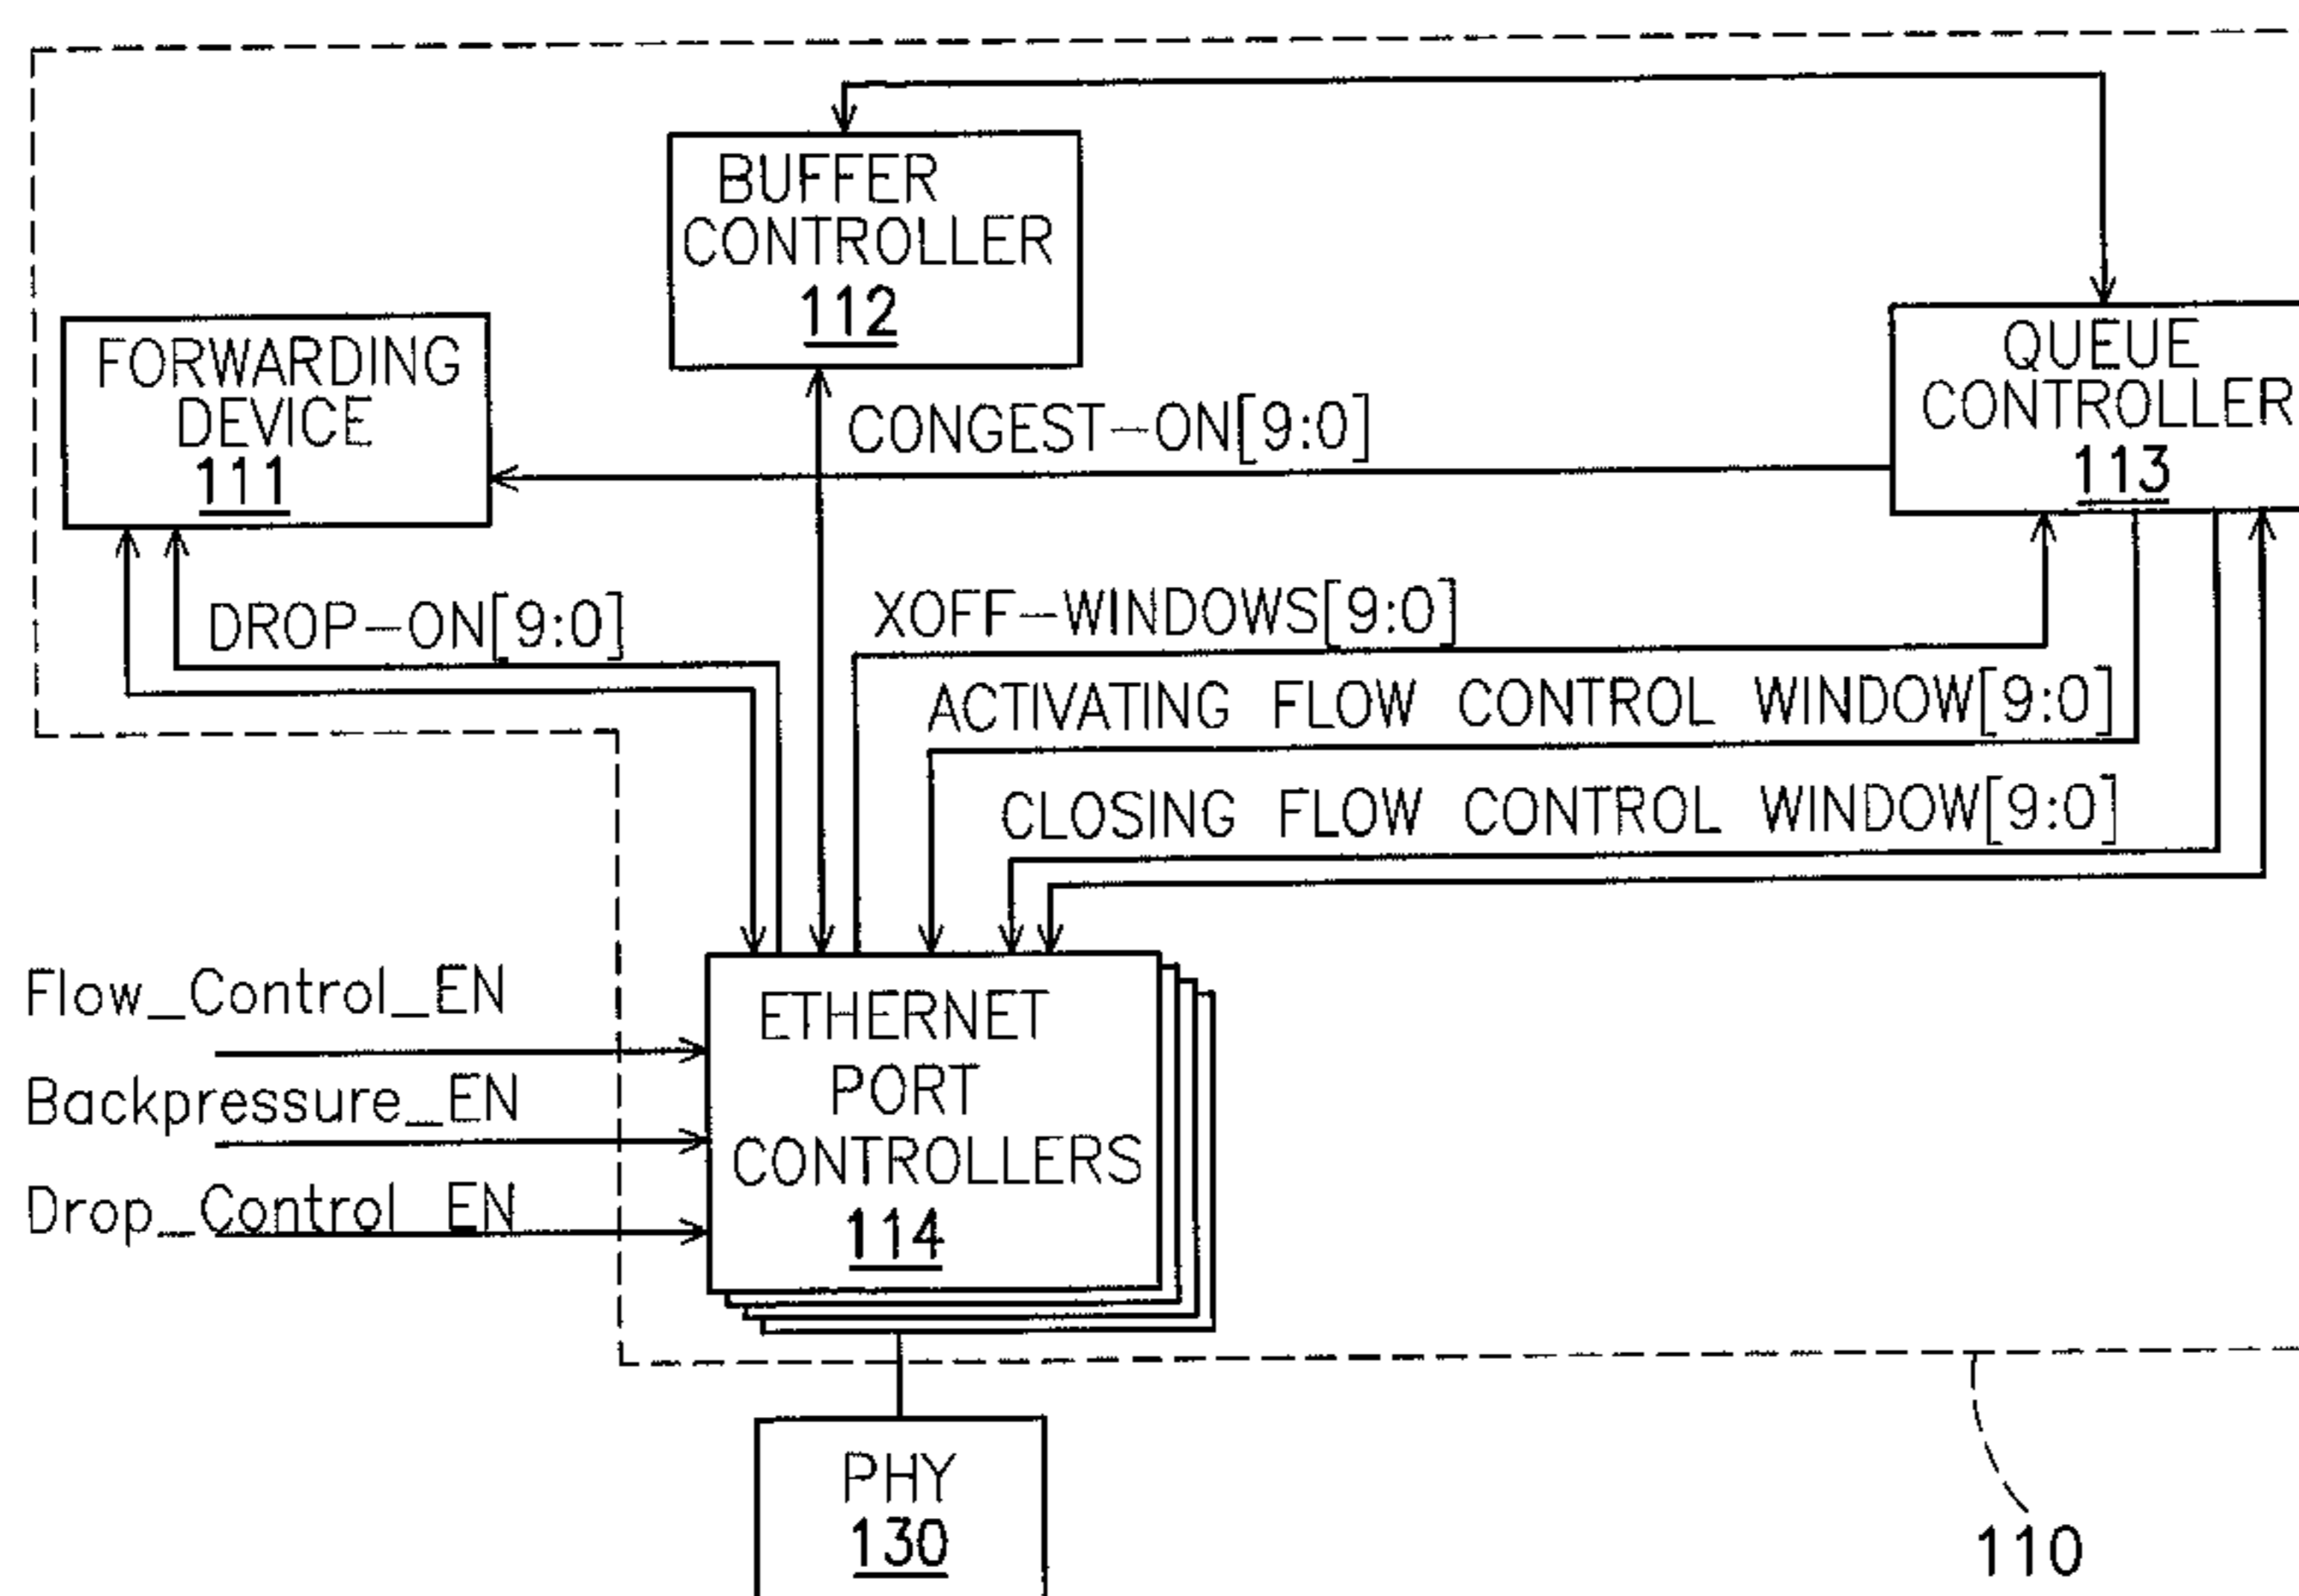 BUFFER
CONTROLLER
112
FORWARDING
DEVICE
111
QUEUE
CONTROLLER
113
CONGEST-ON[9:0]
DROP-ON[9:0]
XOFF-WINDOWS[9:0]
ACTIVATING FLOW CONTROL WINDOW[9:0]
CLOSING FLOW CONTROL WINDOW[9:0]
Flow_Control_EN
Backpressure_EN
Drop_Control_EN
ETHERNET
PORT
CONTROLLERS
114
PHY
130
110